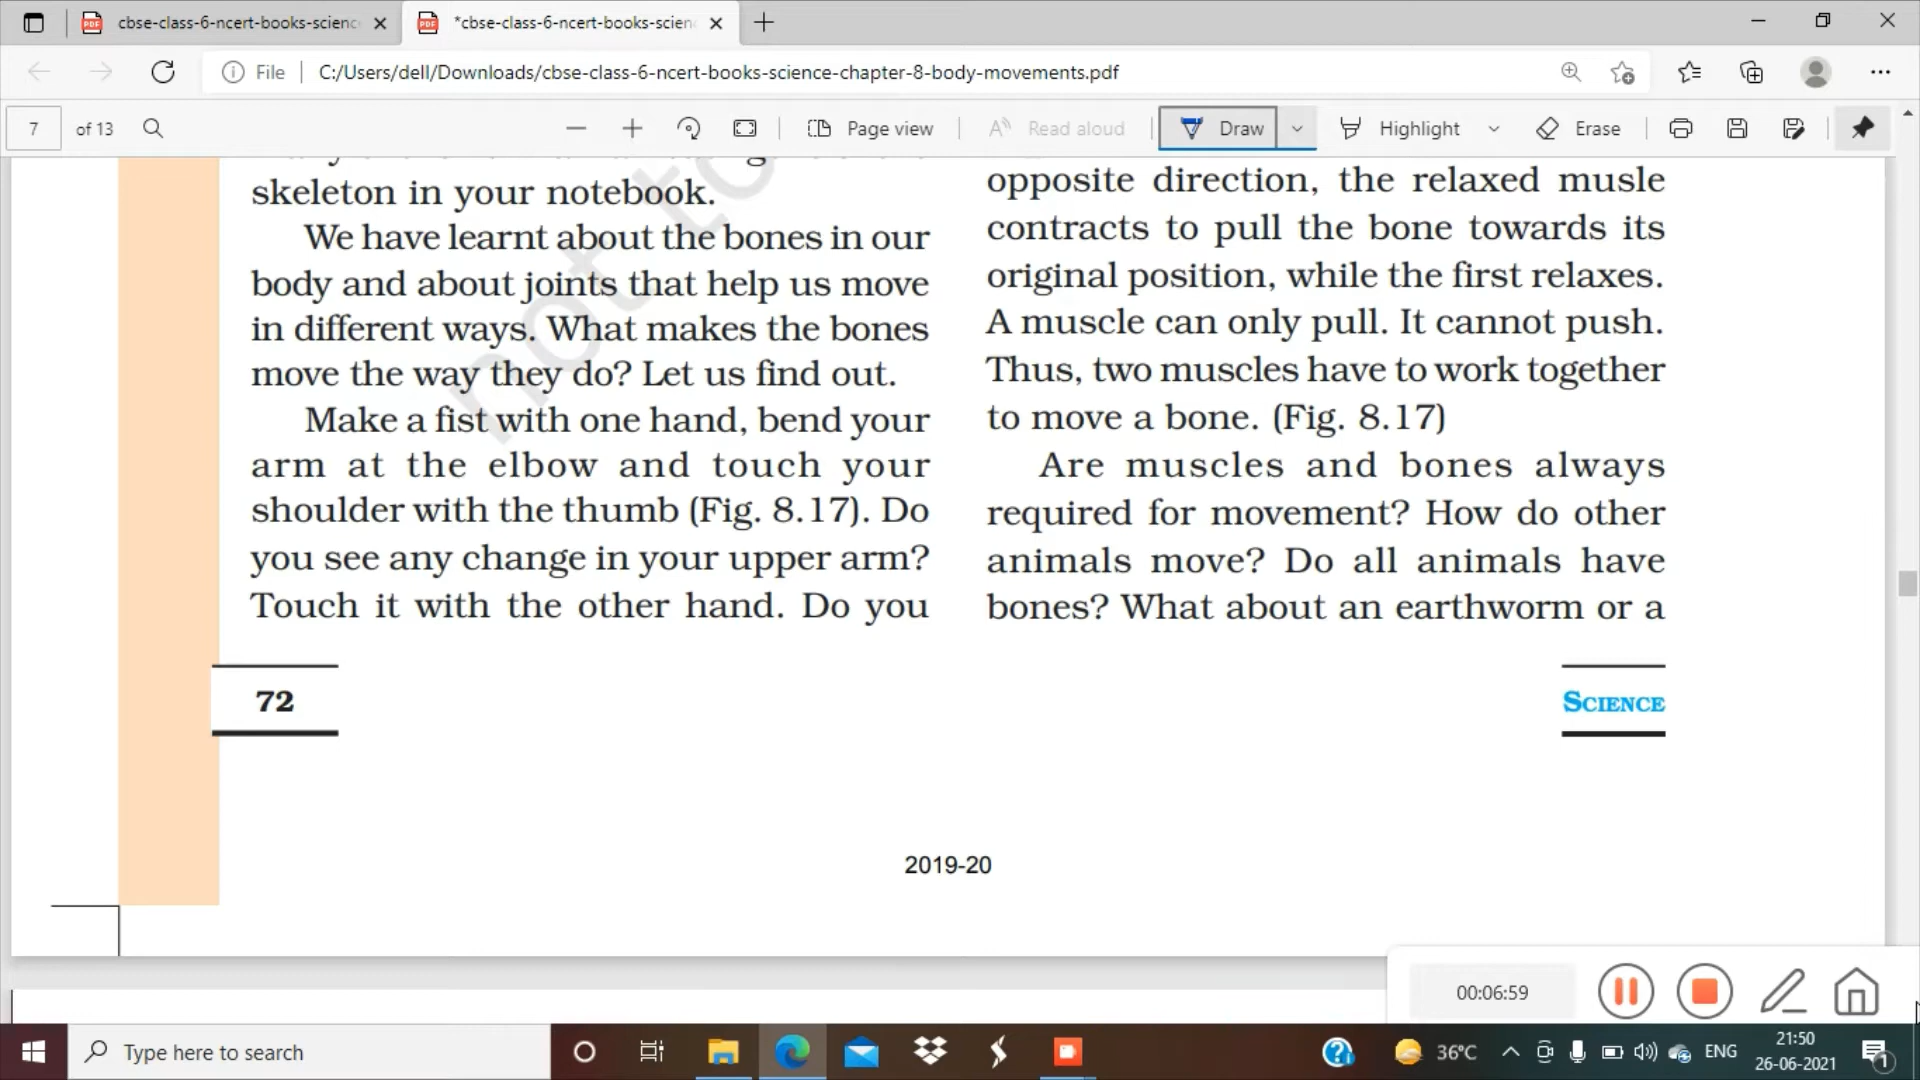 cbse-class-6-ncert-books-science
*cbse-class-6-ncert-books-scien
File
C:/Users/dell/Downloads/cbse-class-6-ncert-books-science-chapter-8-body-movements.pdf
7 of 13
Page view
Read aloud
Draw
Highlight
Erase
skeleton in your notebook.
We have learnt about the bones in our
body and about joints that help us move
in different ways. What makes the bones
move the way they do? Let us find out.
Make a fist with one hand, bend your
arm at the elbow and touch your
shoulder with the thumb (Fig. 8.17). Do
you see any change in your upper arm?
Touch it with the other hand. Do you
not to
72
opposite direction, the relaxed musle
contracts to pull the bone towards its
original position, while the first relaxes.
A muscle can only pull. It cannot push.
Thus, two muscles have to work together
to move a bone. (Fig. 8.17)
Are muscles and bones always
required for movement? How do other
animals move? Do all animals have
bones? What about an earthworm or a
SCIENCE
2019-20
00:06:59
Type here to search
36°C
ENG
21:50
26-06-2021
1